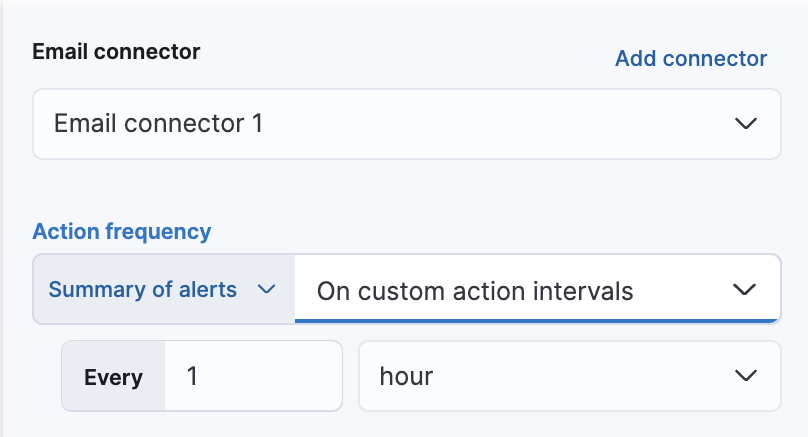 Email connector
Add connector
Email connector 1
Action frequency
Summary of alerts
On custom action intervals
Every 1 hour